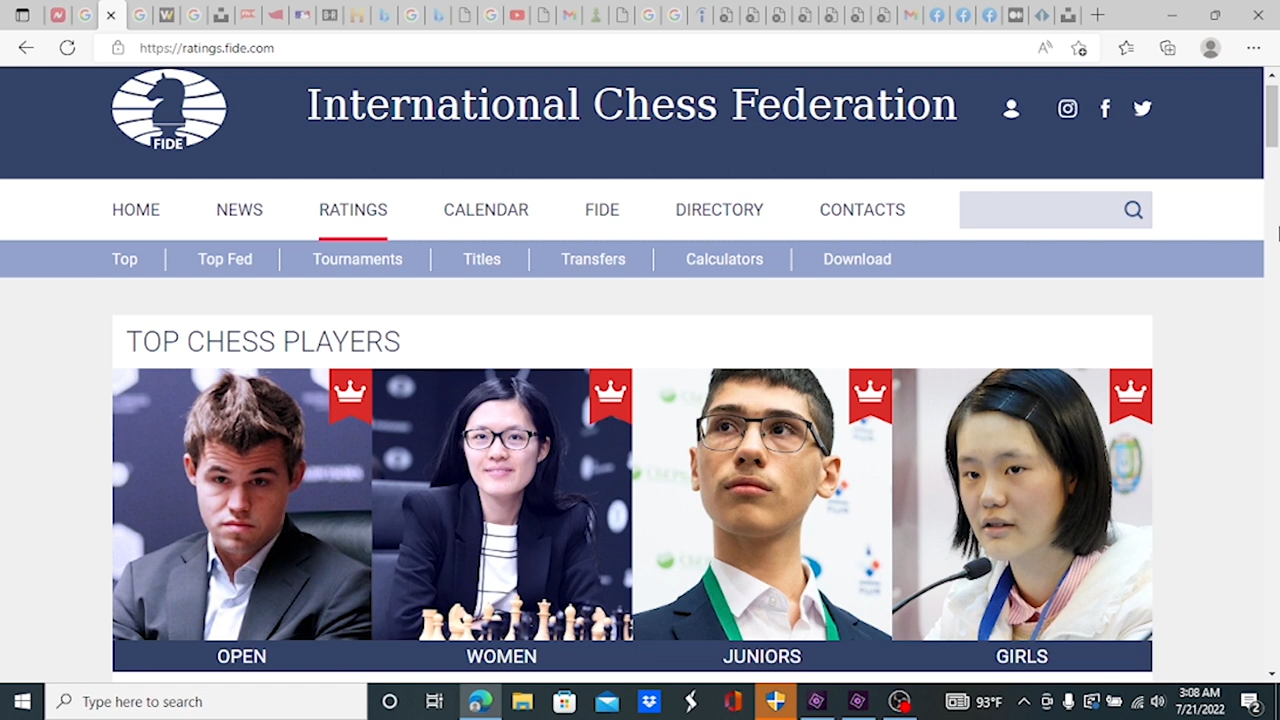 https://ratings.fide.com
FIDE
International Chess Federation
HOME NEWS RATINGS CALENDAR FIDE DIRECTORY CONTACTS
Top Top Fed Tournaments Titles Transfers Calculators Download
TOP CHESS PLAYERS
OPEN WOMEN JUNIORS GIRLS
Type here to search
93°F
3:08 AM
7/21/2022
2